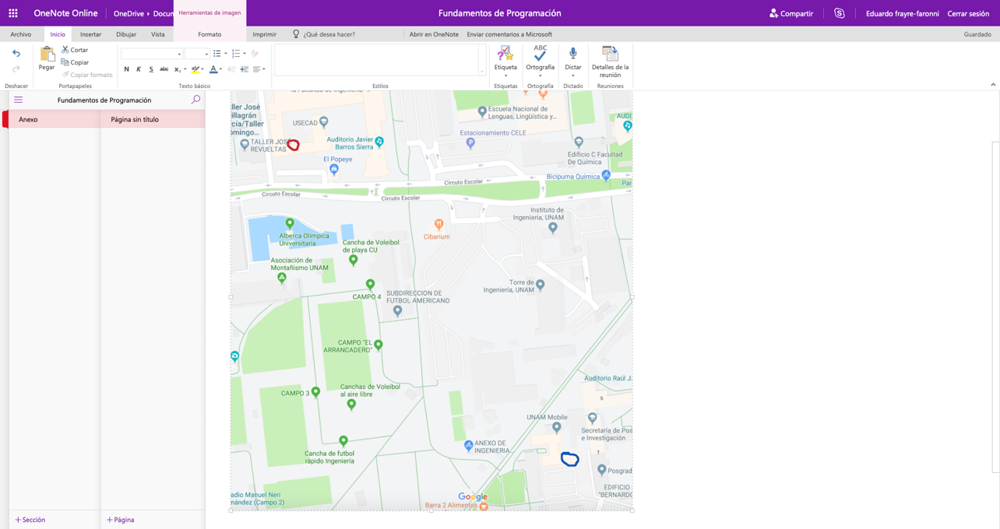 OneNote Online
OneDrive › Docun
Herramientas de imagen
Fundamentos de Programación
Compartir
Eduardo frayre-faronni
Cerrar sesión
Archivo
Inicio
Insertar
Dibujar
Vista
Formato
Imprimir
¿Qué desea hacer?
Abrir en OneNote
Enviar comentarios a Microsoft
Guardado
Pegar
Cortar
Copiar
Copiar formato
N K S abc x A
ABC
Etiqueta
Ortografía
Dictar
Detalles de la
reunión
Deshacer
Portapapeles
Texto básico
Estilos
Etiquetas
Ortografía
Dictado
Reuniones
Fundamentos de Programación
Anexo
Página sin título
la Facultad de Ingeniería
ller José
illagrán
cía/Taller
omingo...
USECAD
TALLER JOSÉ
REVUELTAS
Auditorio Javier
Barros Sierra
El Popeye
Escuela Nacional de
Lenguas, Lingüística y...
Estacionamiento CELE
AUDI
Edificio C Facultad
De Química
Bicipuma Química
Par
Circuito Escolar
Circuito Escolar
Circuito Escolar
Instituto de
Ingeniería, UNAM
Alberca Olímpica
Universitaria
Cibarium
Cancha de Voleibol
de playa CU
Asociación de
Montañismo UNAM
CAMPO 4
SUBDIRECCION DE
FUTBOL AMERICANO
Torre de
Ingeniería, UNAM
CAMPO "EL
ARRANCADERO"
CAMPO 3
Canchas de Voleibol
al aire libre
Auditorio Raúl J.
S
UNAM Mobile
Secretaría de Pos
e Investigación
Cancha de futbol
rápido Ingeniería
ANEXO DE
INGENIERIA...
T
Posgrad
EDIFICIO
"BERNARDO
adio Manuel Neri
nández (Campo 2)
Google
Barra 2 Alimentos
+ Sección
+ Página